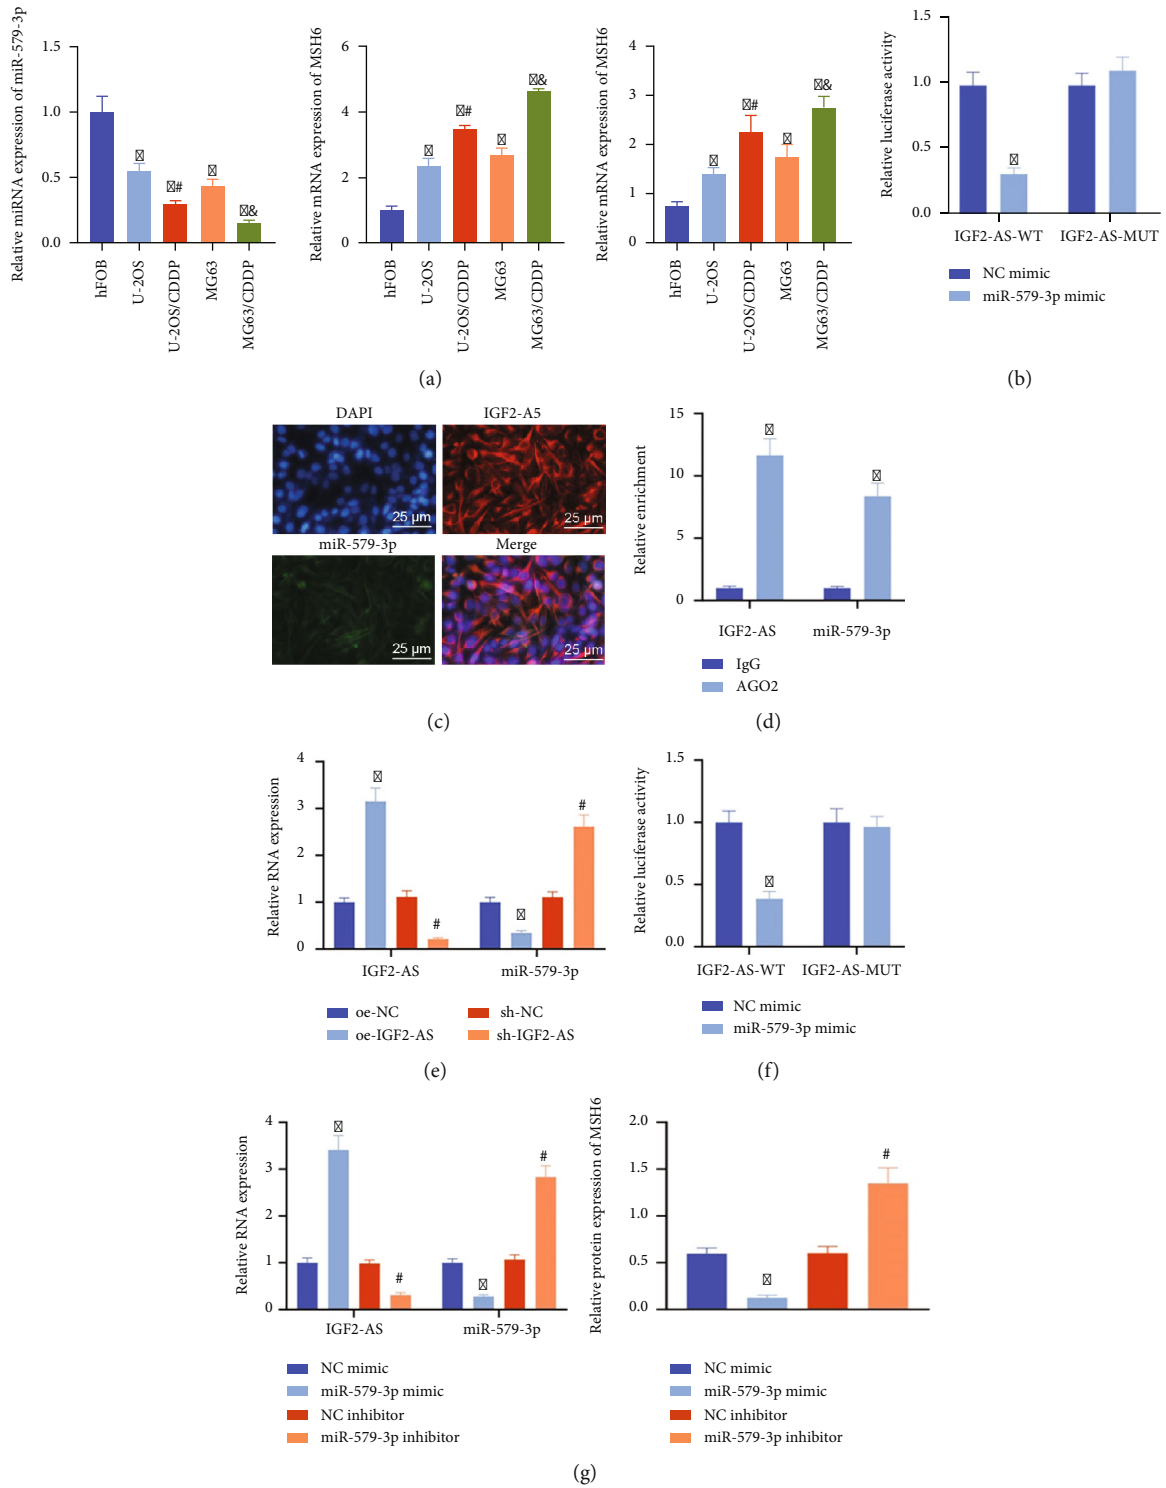 Relative miRNA expression of miR-579-3p
1.5
1.0
0.5
0.0
☒
☒#
☒
☒&
hFOB
U-2OS
U-2OS/CDDP
MG63
MG63/CDDP
Relative mRNA expression of MSH6
6
4
2
0
☒
☒#
☒
☒&
hFOB
U-2OS
U-2OS/CDDP
MG63
MG63/CDDP
Relative mRNA expression of MSH6
4
3
2
1
0
☒
☒#
☒
☒&
hFOB
U-2OS
U-2OS/CDDP
MG63
MG63/CDDP
(a)
Relative luciferase activity
1.5
1.0
0.5
0.0
☒
IGF2-AS-WT IGF2-AS-MUT
NC mimic
miR-579-3p mimic
(b)
DAPI
25 μm
IGF2-A5
25 μm
miR-579-3p
25 μm
Merge
25 μm
(c)
Relative enrichment
15
10
5
0
☒
☒
IGF2-AS miR-579-3p
IgG
AGO2
(d)
Relative RNA expression
4
3
2
1
0
☒
#
☒
#
IGF2-AS miR-579-3p
oe-NC
oe-IGF2-AS
sh-NC
sh-IGF2-AS
(e)
Relative luciferase activity
1.5
1.0
0.5
0.0
☒
IGF2-AS-WT IGF2-AS-MUT
NC mimic
miR-579-3p mimic
(f)
Relative RNA expression
4
3
2
1
0
☒
#
☒
#
IGF2-AS miR-579-3p
NC mimic
miR-579-3p mimic
NC inhibitor
miR-579-3p inhibitor
Relative protein expression of MSH6
2.0
1.5
1.0
0.5
0.0
☒
#
NC mimic
miR-579-3p mimic
NC inhibitor
miR-579-3p inhibitor
(g)